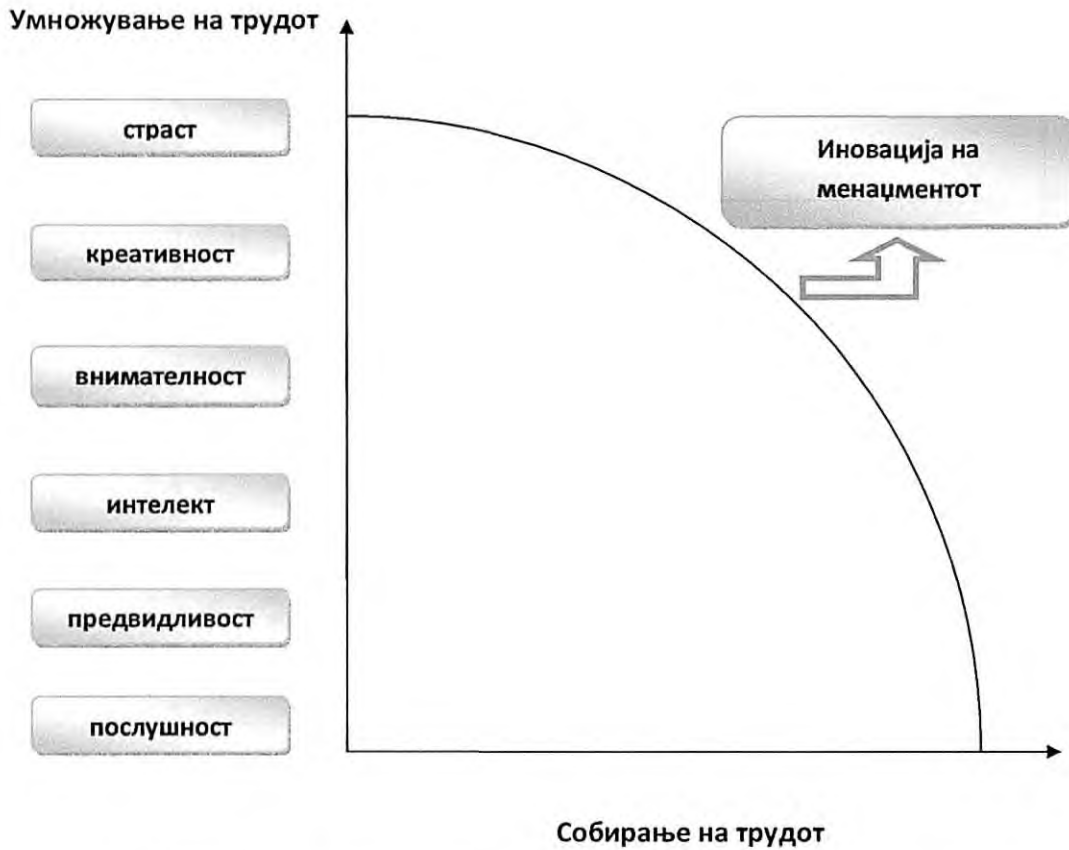 Умножување на трудот
страст
Иновација на
менаџментот
креативност
внимателност
интелект
предвидливост
послушност
Собирање на трудот